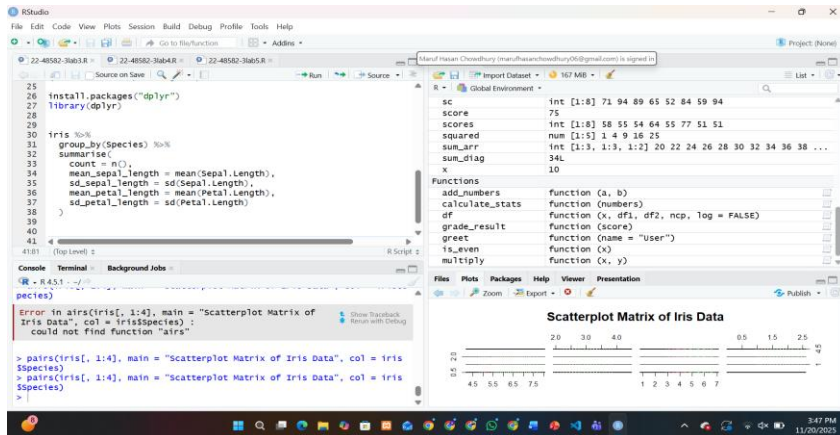 RStudio
File Edit Code View Plots Session Build Debug Profile Tools Help
Go to file/function Addins
Project: (None)
22-48582-3lab3.R 22-48582-3lab4.R 22-48582-3lab5.R
Maruf Hasan Chowdhury (marufhasanchowdhury06@gmail.com) is signed in
Source on Save Run Source
25
26 install.packages("dplyr")
27 library(dplyr)
28
29
30 iris %>%
31 group_by(Species) %>%
32 summarise(
33 count = n(),
34 mean_sepal_length = mean(Sepal.Length),
35 sd_sepal_length = sd(Sepal.Length),
36 mean_petal_length = mean(Petal.Length),
37 sd_petal_length = sd(Petal.Length)
38 )
39
40
41
41:81 (Top Level) R Script
Console Terminal Background Jobs
R - R 4.5.1 · ~/
pecies)
Error in airs(iris[, 1:4], main = "Scatterplot Matrix of
Iris Data", col = iris$Species) :
could not find function "airs"
Show Traceback
Rerun with Debug
> pairs(iris[, 1:4], main = "Scatterplot Matrix of Iris Data", col = iris
$Species)
> pairs(iris[, 1:4], main = "Scatterplot Matrix of Iris Data", col = iris
$Species)
>
Import Dataset 167 MiB List
R Global Environment
sc int [1:8] 71 94 89 65 52 84 59 94
score 75
scores int [1:8] 58 55 54 64 55 77 51 51
squared num [1:5] 1 4 9 16 25
sum_arr int [1:3, 1:3, 1:2] 20 22 24 26 28 30 32 34 36 38 ...
sum_diag 34L
x 10
Functions
add_numbers function (a, b)
calculate_stats function (numbers)
df function (x, df1, df2, ncp, log = FALSE)
grade_result function (score)
greet function (name = "User")
is_even function (x)
multiply function (x, y)
Files Plots Packages Help Viewer Presentation
Zoom Export Publish
Scatterplot Matrix of Iris Data
2.0 3.0 4.0 0.5 1.5 2.5
4.5 5.5 6.5 7.5 1 2 3 4 5 6 7
3:47 PM
11/20/2025